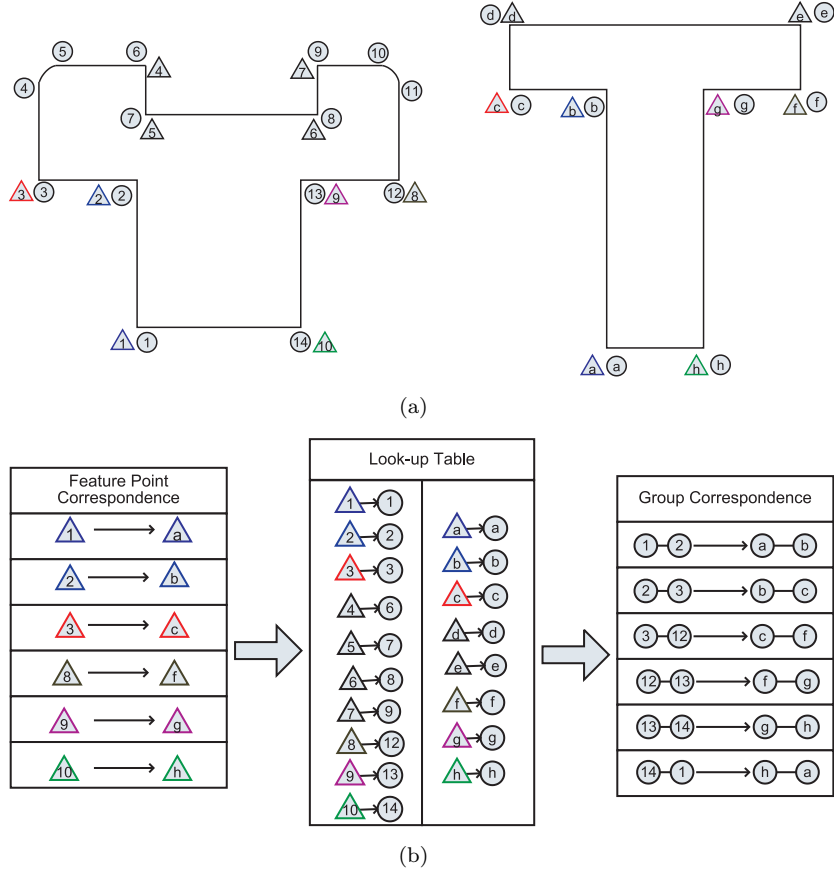 5 6 9 10 d d e e
4 7
4 11
7 8 c c b b g g f f
5 6
3 3 2 2 13 9 12 8
1 1 14 10 a a h h
(a)
Look-up Table
Feature Point
Correspondence
Group Correspondence
1 a
2 b
3 c
8 f
9 g
10 h
1 1
2 2
3 3
4 6
5 7
6 8
7 9
8 12
9 13
10 14
a a
b b
c c
d d
e e
f f
g g
h h
1 2 a b
2 3 b c
3 12 c f
12 13 f g
13 14 g h
14 1 h a
(b)